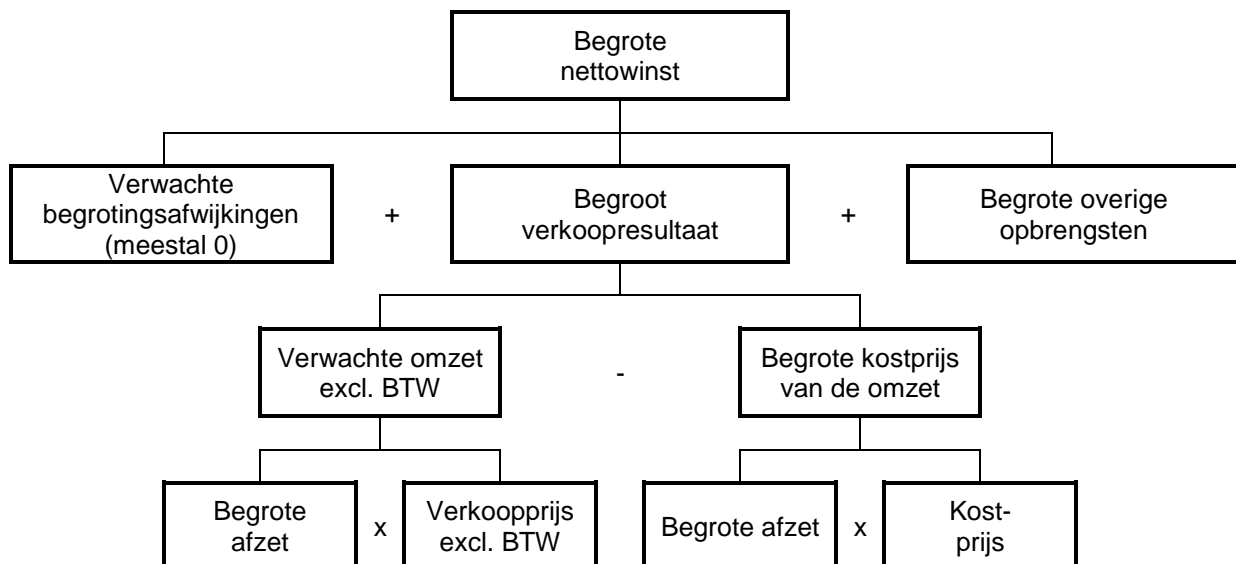 Begrote
nettowinst
Verwachte
begrotingsafwijkingen
(meestal 0)
+
Begroot
verkoopresultaat
+
Begrote overige
opbrengsten
Verwachte omzet
excl. BTW
-
Begrote kostprijs
van de omzet
Begrote
afzet
x
Verkoopprijs
excl. BTW
Begrote afzet
x
Kost-
prijs